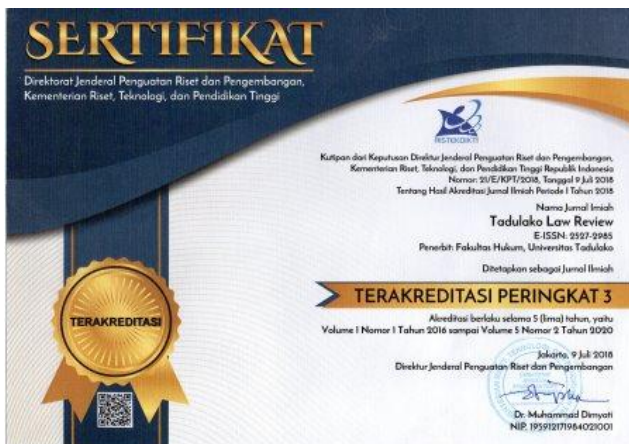 SERTIFIKAT
Direktorat Jenderal Penguatan Riset dan Pengembangan,
Kementerian Riset, Teknologi, dan Pendidikan Tinggi
RISTEKDIKTI
Kutipan dari Keputusan Direktur Jenderal Penguatan Riset dan Pengembangan,
Kementerian Riset, Teknologi, dan Pendidikan Tinggi Republik Indonesia
Nomor: 21/E/KPT/2018, Tanggal 9 Juli 2018
Tentang Hasil Akreditasi Jurnal Ilmiah Periode I Tahun 2018
Nama Jurnal Ilmiah
Tadulako Law Review
E-ISSN: 2527-2985
Penerbit: Fakultas Hukum, Universitas Tadulako
Ditetapkan sebagai Jurnal Ilmiah
TERAKREDITASI PERINGKAT 3
Akreditasi berlaku selama 5 (lima) tahun, yaitu
Volume 1 Nomor 1 Tahun 2016 sampai Volume 5 Nomor 2 Tahun 2020
Jakarta, 9 Juli 2018
Direktur Jenderal Penguatan Riset dan Pengembangan
Dr. Muhammad Dimyati
NIP. 195912171984021001
TERAKREDITASI